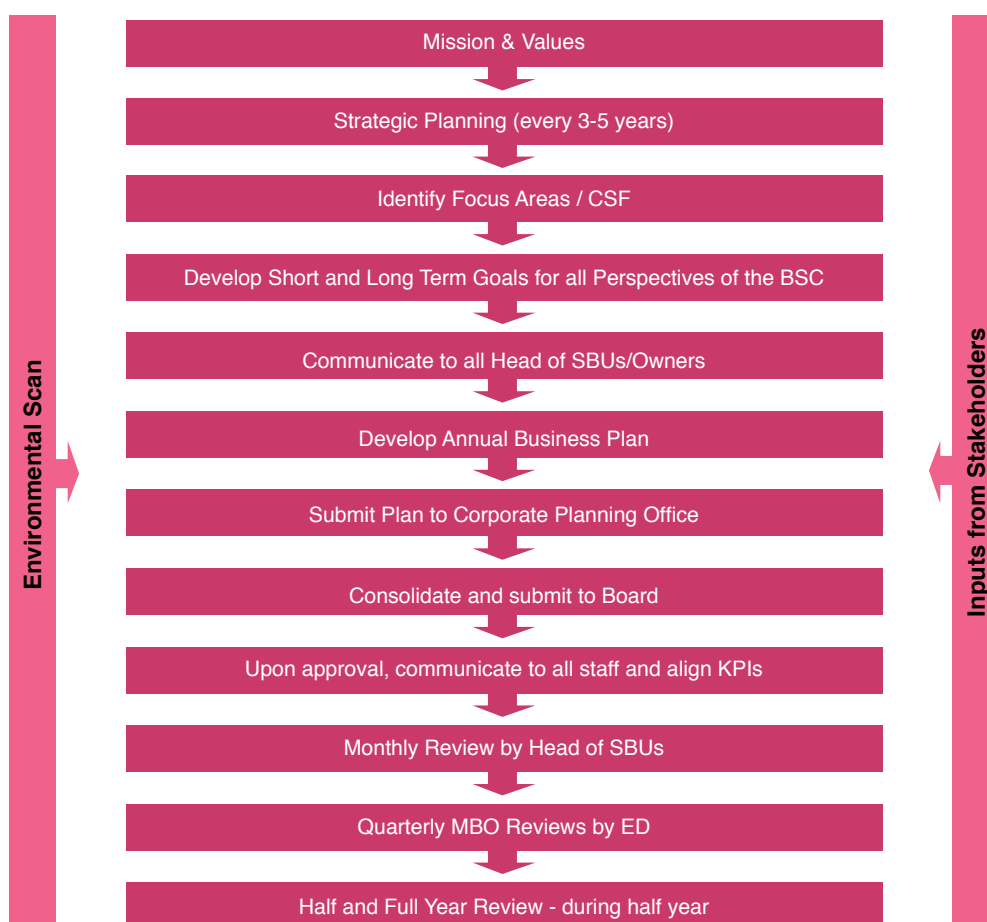 Mission & Values
Strategic Planning (every 3-5 years)
Identify Focus Areas / CSF
Develop Short and Long Term Goals for all Perspectives of the BSC
Communicate to all Head of SBUs/Owners
Develop Annual Business Plan
Submit Plan to Corporate Planning Office
Consolidate and submit to Board
Upon approval, communicate to all staff and align KPIs
Monthly Review by Head of SBUs
Quarterly MBO Reviews by ED
Half and Full Year Review - during half year
Environmental Scan
Inputs from Stakeholders